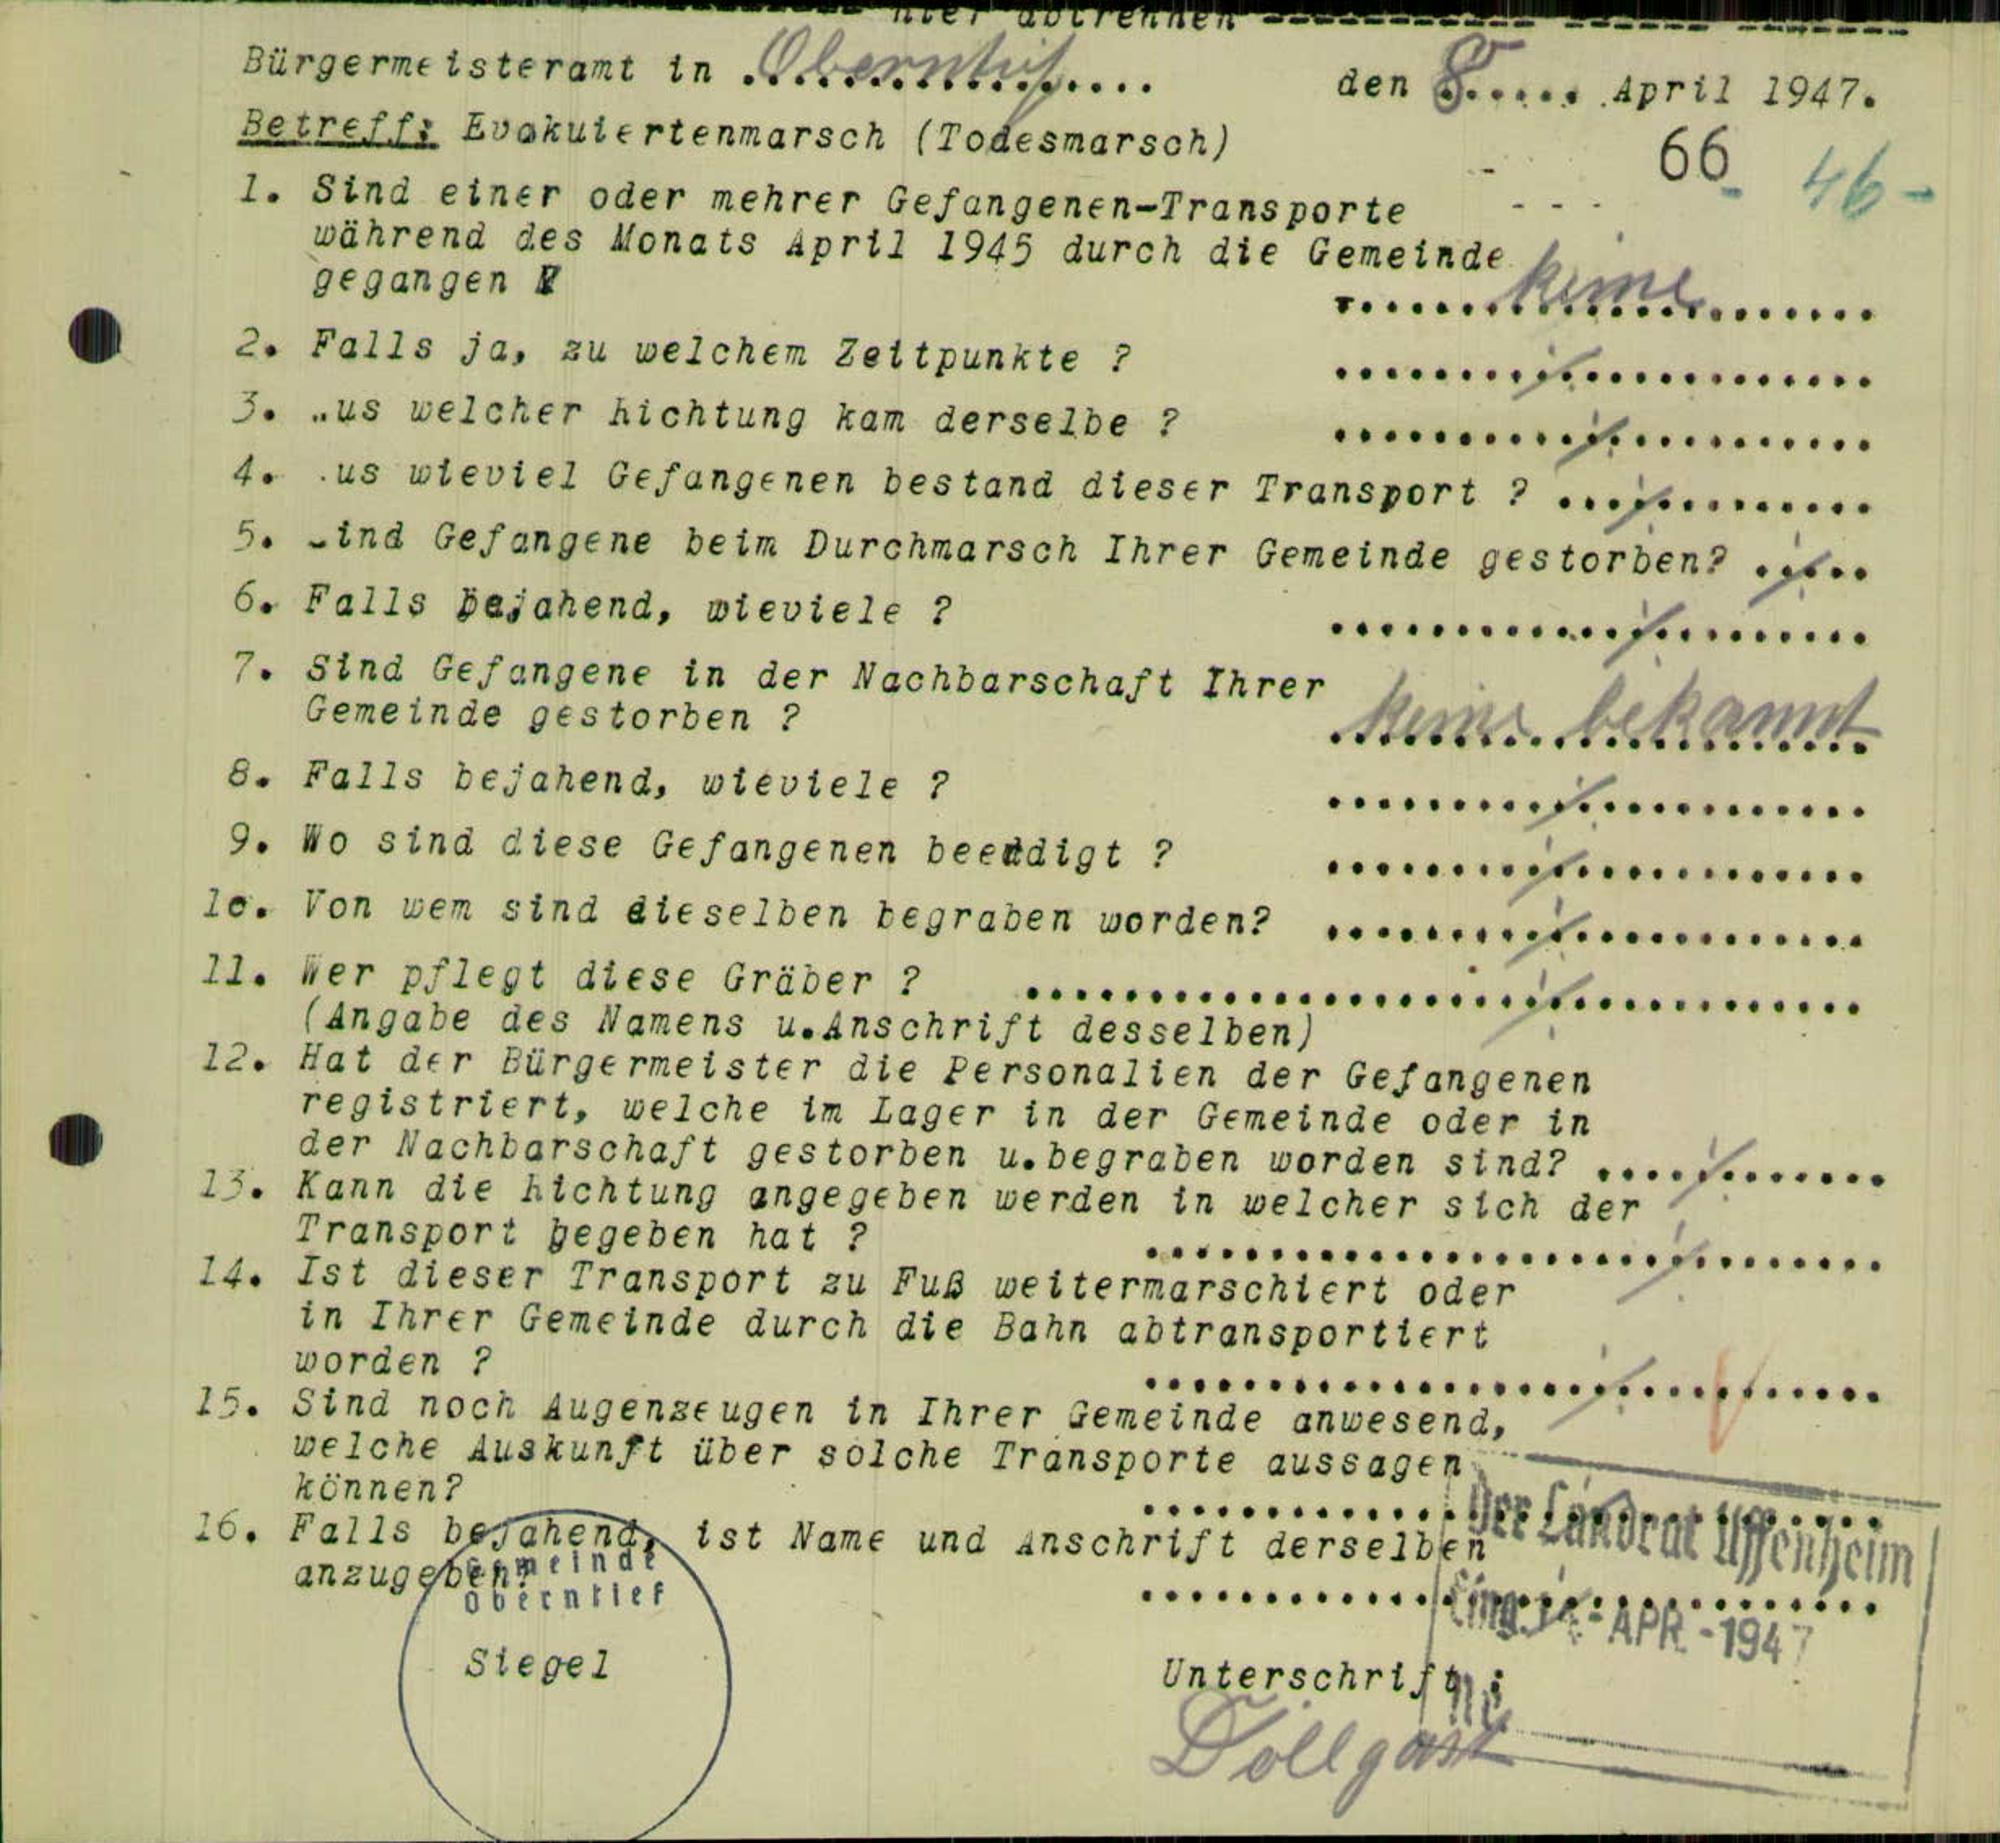 hier abtrennen
Bürgermeisteramt in Oberntief den 8. April 1947.
Betreff: Evakuiertenmarsch (Todesmarsch)
66 46-
1. Sind einer oder mehrer Gefangenen-Transporte
während des Monats April 1945 durch die Gemeinde
gegangen ? keine
2. Falls ja, zu welchem Zeitpunkte ? ./.
3. Aus welcher Richtung kam derselbe ? ./.
4. Aus wieviel Gefangenen bestand dieser Transport ? ./.
5. Sind Gefangene beim Durchmarsch Ihrer Gemeinde gestorben? ./.
6. Falls bejahend, wieviele ? ./.
7. Sind Gefangene in der Nachbarschaft Ihrer
Gemeinde gestorben ? keine bekannt
8. Falls bejahend, wieviele ? ./.
9. Wo sind diese Gefangenen beerdigt ? ./.
10. Von wem sind dieselben begraben worden? ./.
11. Wer pflegt diese Gräber ? ./.
(Angabe des Namens u.Anschrift desselben)
12. Hat der Bürgermeister die Personalien der Gefangenen
registriert, welche im Lager in der Gemeinde oder in
der Nachbarschaft gestorben u.begraben worden sind? ./.
13. Kann die Richtung angegeben werden in welcher sich der
Transport begeben hat ? ./.
14. Ist dieser Transport zu Fuß weitermarschiert oder
in Ihrer Gemeinde durch die Bahn abtransportiert
worden ? ./.
15. Sind noch Augenzeugen in Ihrer Gemeinde anwesend,
welche Auskunft über solche Transporte aussagen
können?
16. Falls bejahend, ist Name und Anschrift derselben
anzugeben?
Der Landrat Uffenheim
Eing. APR.-1947
Gemeinde
Oberntief
Siegel
Unterschrift :
Nr.
Döllgast